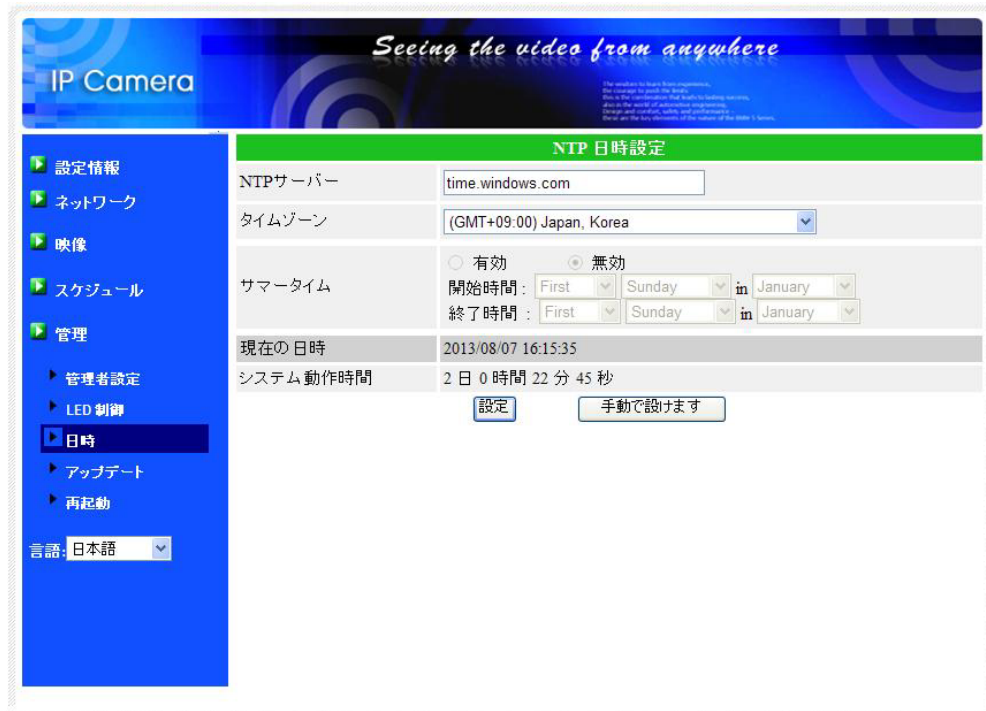 Seeing the video from anywhere
IP Camera
the courage to push the limits
設定情報
ネットワーク
映像
スケジュール
管理
管理者設定
LED 制御
日時
アップデート
再起動
言語: 日本語
NTP 日時設定
NTPサーバー time.windows.com
タイムゾーン (GMT+09:00) Japan, Korea
サマータイム 有効 無効
開始時間 : First Sunday in January
終了時間 : First Sunday in January
現在の日時 2013/08/07 16:15:35
システム動作時間 2 日 0 時間 22 分 45 秒
設定 手動で設けます